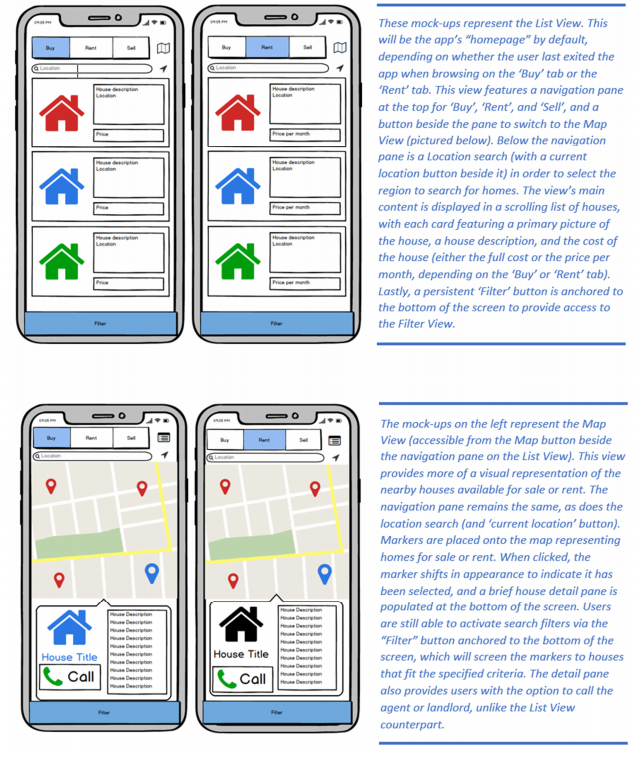 09:05 PM
Buy Rent Sell
Location
House description
Location
Price
House description
Location
Price
House description
Location
Price
Filter
09:05 PM
Buy Rent Sell
Location
House description
Location
Price per month
House description
Location
Price per month
House description
Location
Price per month
Filter
These mock-ups represent the List View. This
will be the app’s “homepage” by default,
depending on whether the user last exited the
app when browsing on the ‘Buy’ tab or the
‘Rent’ tab. This view features a navigation pane
at the top for ‘Buy’, ‘Rent’, and ‘Sell’, and a
button beside the pane to switch to the Map
View (pictured below). Below the navigation
pane is a Location search (with a current
location button beside it) in order to select the
region to search for homes. The view’s main
content is displayed in a scrolling list of houses,
with each card featuring a primary picture of
the house, a house description, and the cost of
the house (either the full cost or the price per
month, depending on the ‘Buy’ or ‘Rent’ tab).
Lastly, a persistent ‘Filter’ button is anchored to
the bottom of the screen to provide access to
the Filter View.
09:05 PM
Buy Rent Sell
Location
House Title
Call
House Description
House Description
House Description
House Description
House Description
House Description
House Description
House Description
House Description
Filter
09:05 PM
Buy Rent Sell
Location
House Title
Call
House Description
House Description
House Description
House Description
House Description
House Description
House Description
House Description
House Description
Filter
The mock-ups on the left represent the Map
View (accessible from the Map button beside
the navigation pane on the List View). This view
provides more of a visual representation of the
nearby houses available for sale or rent. The
navigation pane remains the same, as does the
location search (and ‘current location’ button).
Markers are placed onto the map representing
homes for sale or rent. When clicked, the
marker shifts in appearance to indicate it has
been selected, and a brief house detail pane is
populated at the bottom of the screen. Users
are still able to activate search filters via the
“Filter” button anchored to the bottom of the
screen, which will screen the markers to houses
that fit the specified criteria. The detail pane
also provides users with the option to call the
agent or landlord, unlike the List View
counterpart.